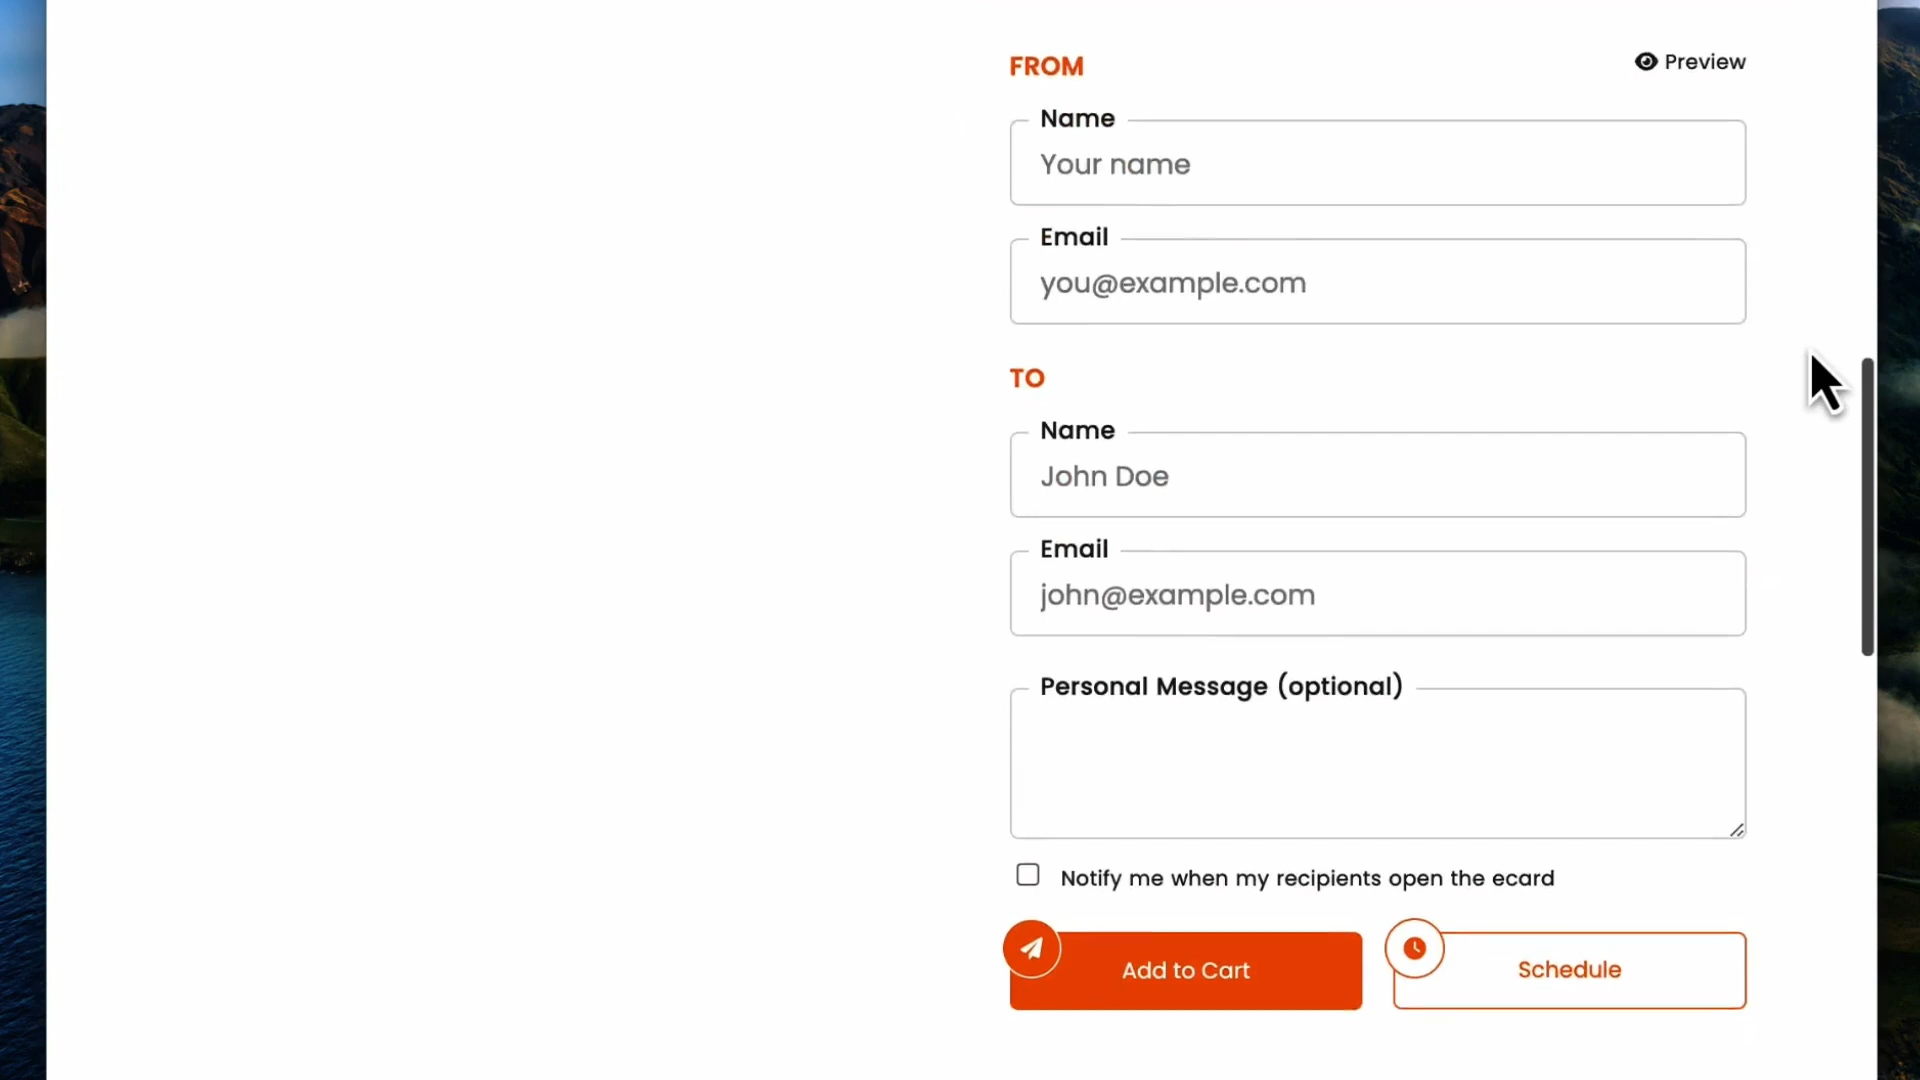 FROM
Preview
Name
Your name
Email
you@example.com
TO
Name
John Doe
Email
john@example.com
Personal Message (optional)
Notify me when my recipients open the ecard
Add to Cart
Schedule